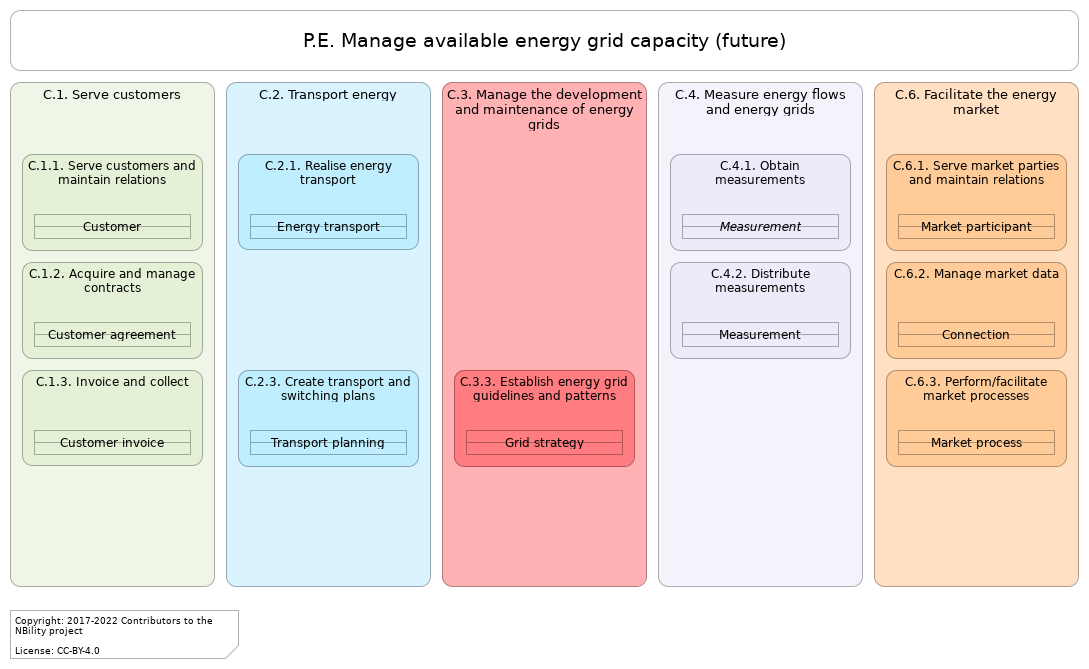 P.E. Manage available energy grid capacity (future)
C.1. Serve customers
C.1.1. Serve customers and
maintain relations
Customer
C.1.2. Acquire and manage
contracts
Customer agreement
C.1.3. Invoice and collect
Customer invoice
C.2. Transport energy
C.2.1. Realise energy
transport
Energy transport
C.2.3. Create transport and
switching plans
Transport planning
C.3. Manage the development
and maintenance of energy
grids
C.3.3. Establish energy grid
guidelines and patterns
Grid strategy
C.4. Measure energy flows
and energy grids
C.4.1. Obtain
measurements
Measurement
C.4.2. Distribute
measurements
Measurement
C.6. Facilitate the energy
market
C.6.1. Serve market parties
and maintain relations
Market participant
C.6.2. Manage market data
Connection
C.6.3. Perform/facilitate
market processes
Market process
Copyright: 2017-2022 Contributors to the
NBility project
License: CC-BY-4.0